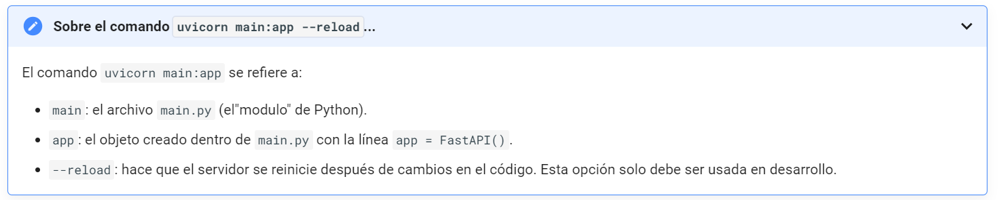 Sobre el comando uvicorn main:app --reload...
El comando uvicorn main:app se refiere a:
main: el archivo main.py (el"modulo" de Python).
app: el objeto creado dentro de main.py con la línea app = FastAPI().
--reload: hace que el servidor se reinicie después de cambios en el código. Esta opción solo debe ser usada en desarrollo.